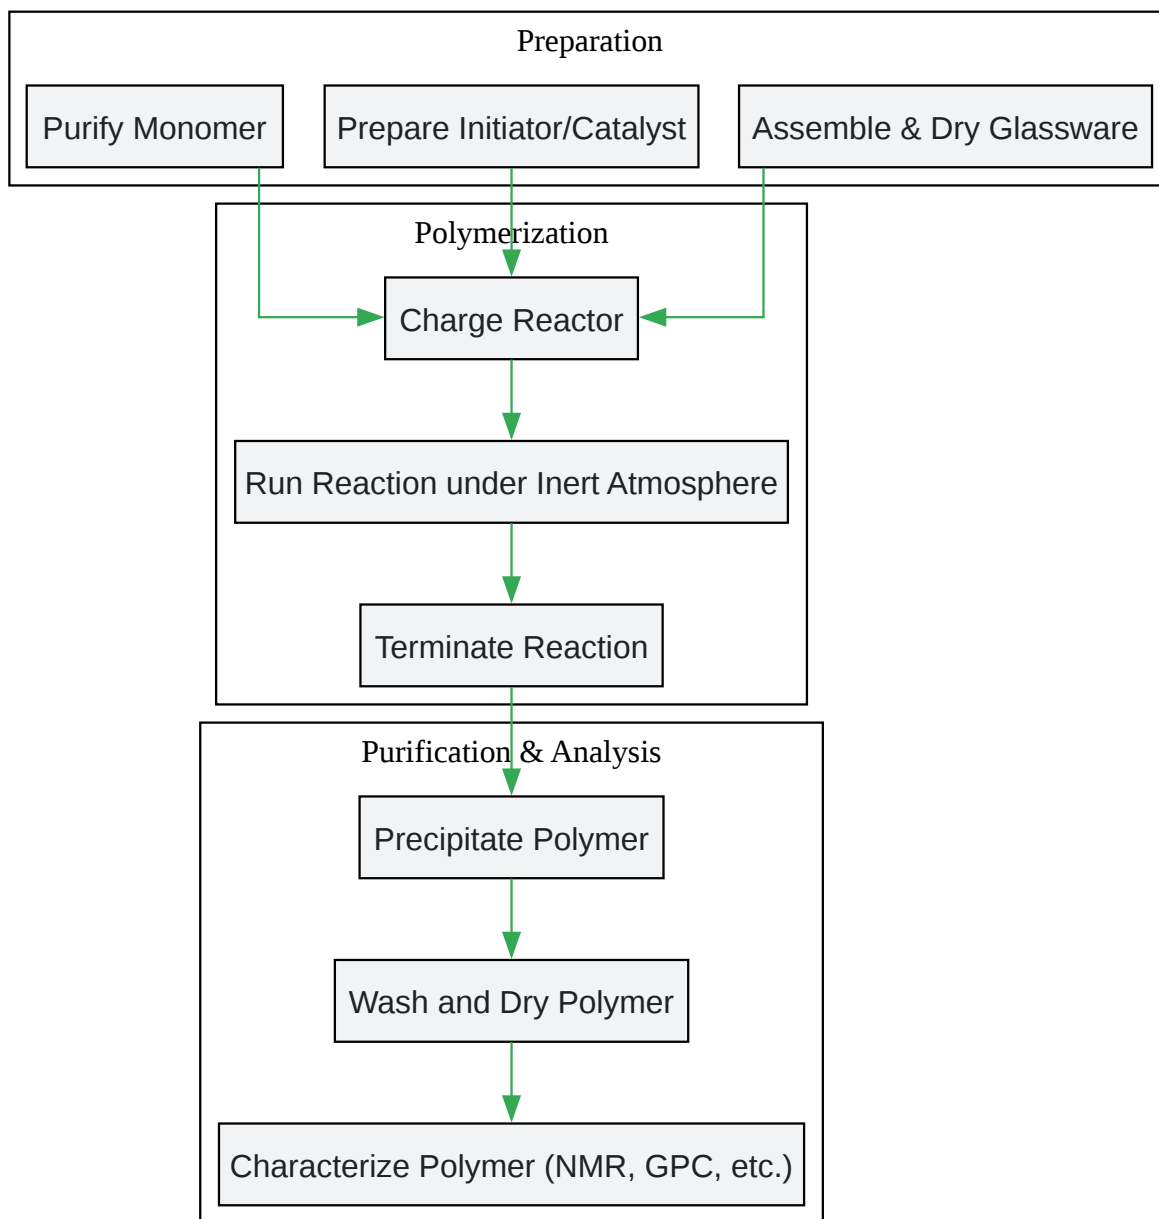 Preparation
Purify Monomer
Prepare Initiator/Catalyst
Assemble & Dry Glassware
Polymerization
Charge Reactor
Run Reaction under Inert Atmosphere
Terminate Reaction
Purification & Analysis
Precipitate Polymer
Wash and Dry Polymer
Characterize Polymer (NMR, GPC, etc.)